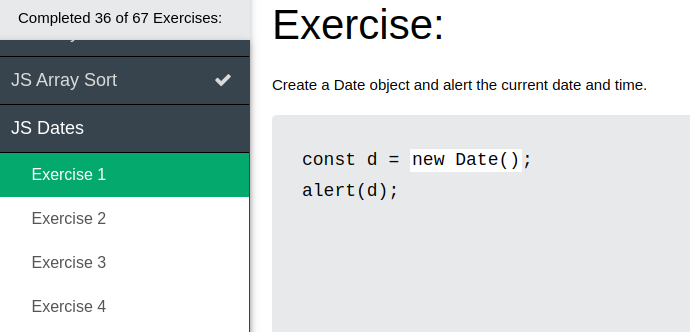 Completed 36 of 67 Exercises:
JS Array Sort
JS Dates
Exercise 1
Exercise 2
Exercise 3
Exercise 4
Exercise:
Create a Date object and alert the current date and time.
const d = new Date();
alert(d);